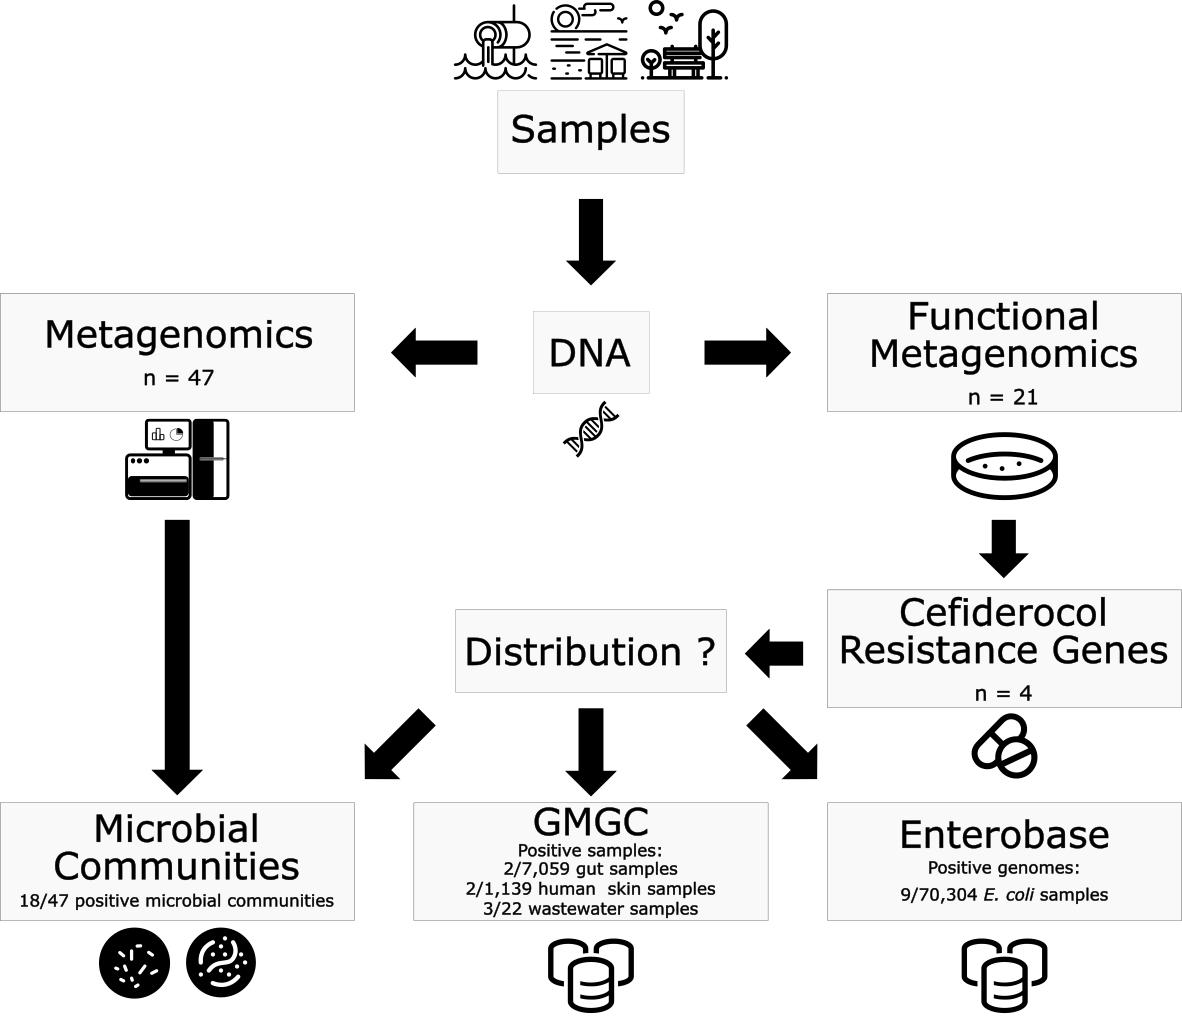 Samples
Metagenomics
n = 47
DNA
Functional
Metagenomics
n = 21
Cefiderocol
Resistance Genes
n = 4
Distribution ?
Microbial
Communities
18/47 positive microbial communities
GMGC
Positive samples:
2/7,059 gut samples
2/1,139 human skin samples
3/22 wastewater samples
Enterobase
Positive genomes:
9/70,304 E. coli samples